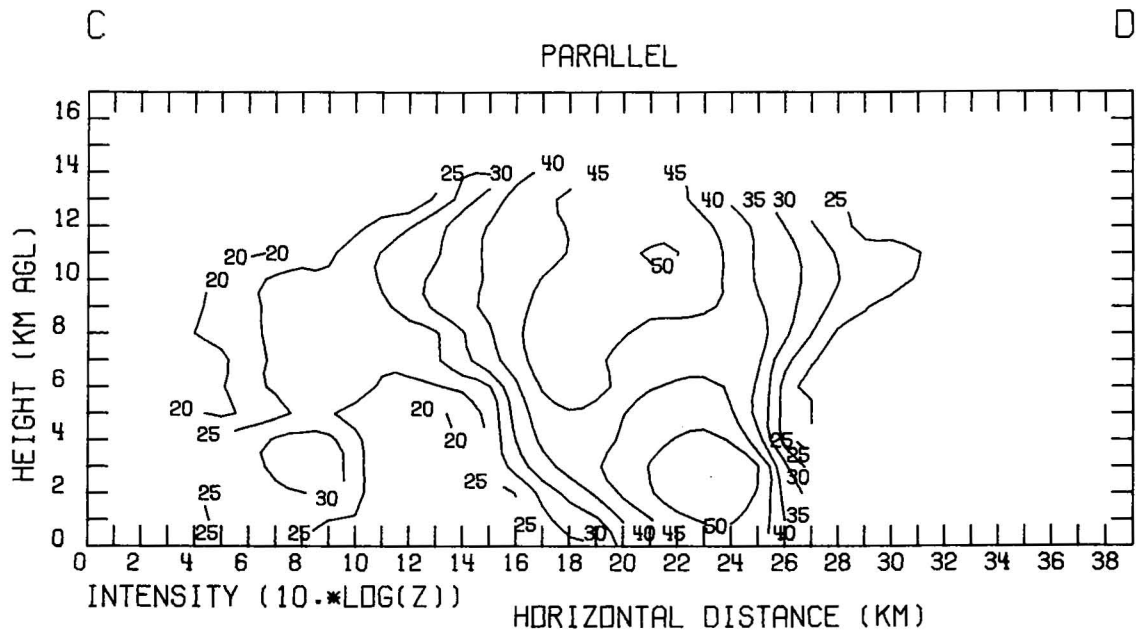 C D
PARALLEL
16
14 25 30 40 45 45
12 40 35 30 25
10 20 20 20 50
8
6
4 20 25 20 20 25 25
2 25 30 25 30 35
0 25 25 25 30 40 45 50 40
HEIGHT (KM AGL)
0 2 4 6 8 10 12 14 16 18 20 22 24 26 28 30 32 34 36 38
INTENSITY (10.*LOG(Z))
HORIZONTAL DISTANCE (KM)